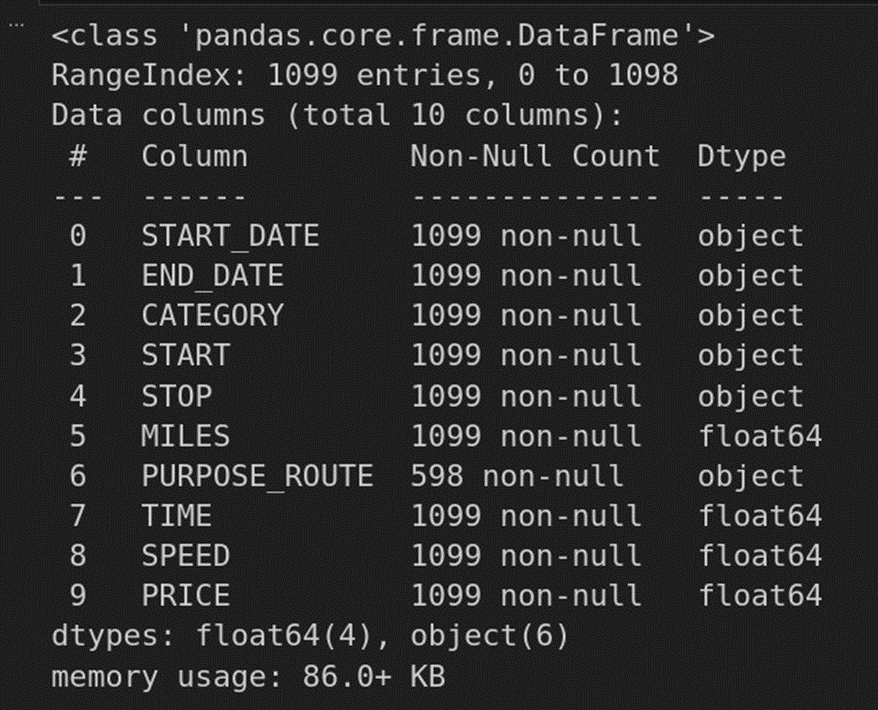 <class 'pandas.core.frame.DataFrame'>
RangeIndex: 1099 entries, 0 to 1098
Data columns (total 10 columns):
 #   Column         Non-Null Count  Dtype
---  ------         --------------  -----
 0   START_DATE     1099 non-null   object
 1   END_DATE       1099 non-null   object
 2   CATEGORY       1099 non-null   object
 3   START          1099 non-null   object
 4   STOP           1099 non-null   object
 5   MILES          1099 non-null   float64
 6   PURPOSE_ROUTE  598 non-null    object
 7   TIME           1099 non-null   float64
 8   SPEED          1099 non-null   float64
 9   PRICE          1099 non-null   float64
dtypes: float64(4), object(6)
memory usage: 86.0+ KB